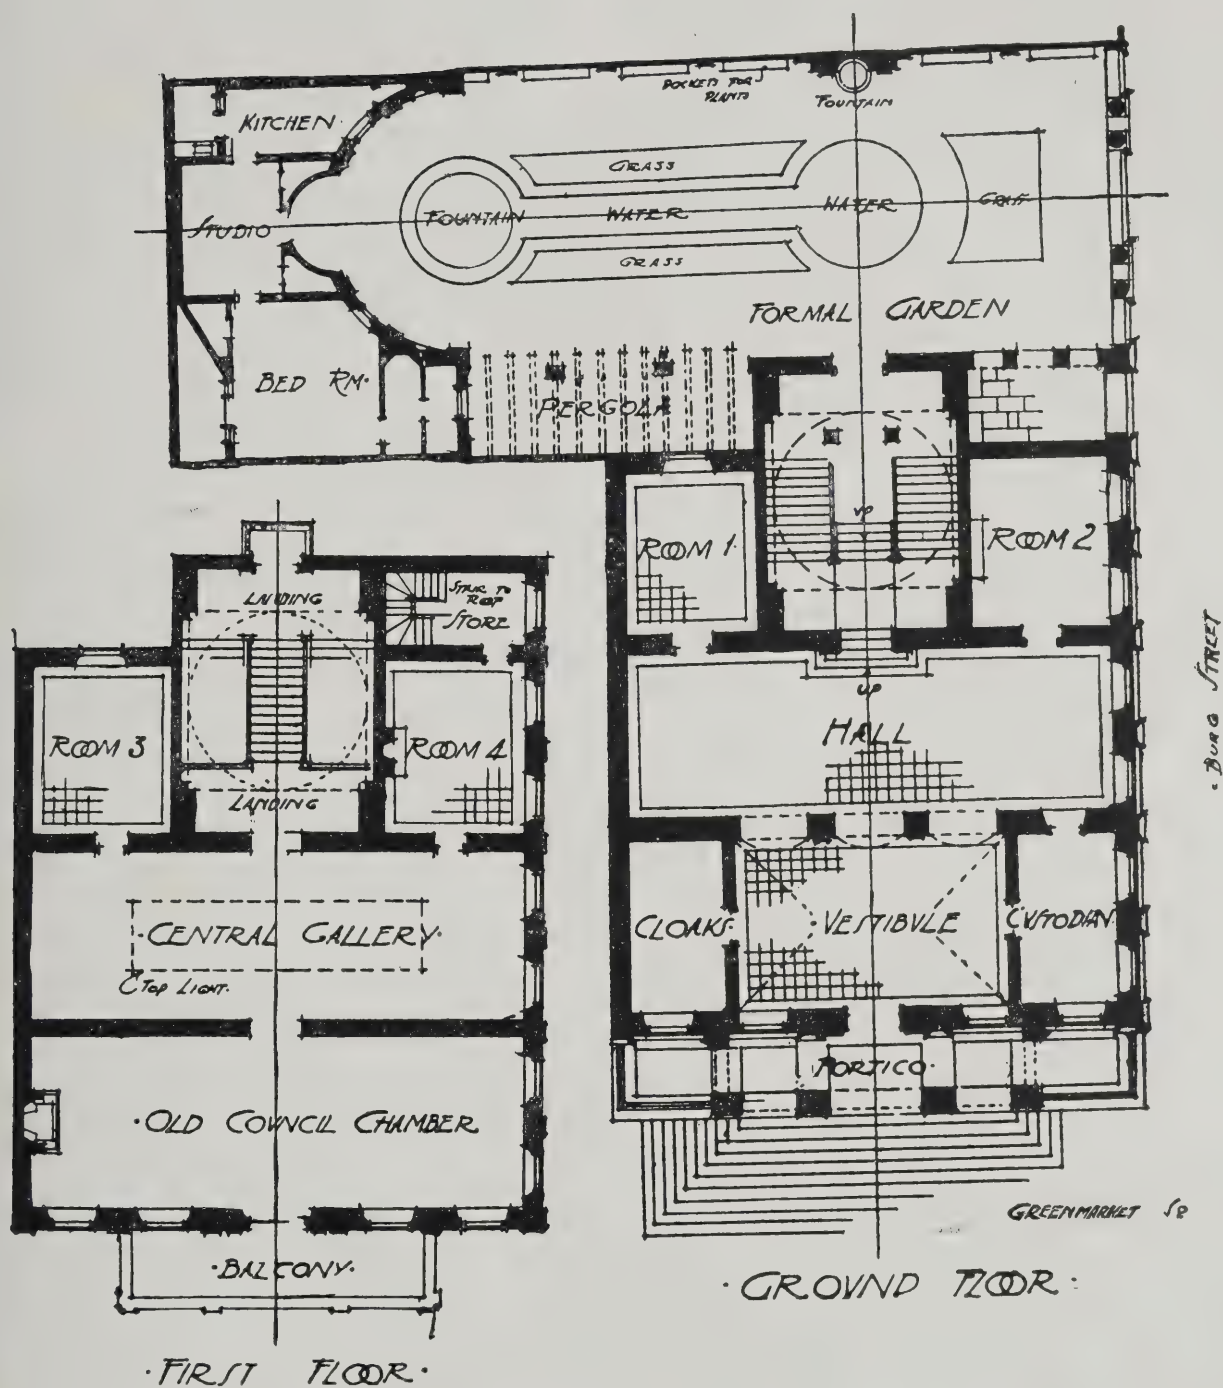 KITCHEN·
POCKETS FOR
PLANTS
FOUNTAIN
GRASS
STUDIO
FOUNTAIN
WATER
WATER
GRASS
GRASS
FORMAL GARDEN
BED RM·
PERGOLA
UP
ROOM 1·
ROOM 2
UP
HALL
CLOAKS·
·VESTIBULE
CUSTODIAN
PORTICO·
GREENMARKET SQ
·GROVND FLOOR·
·BURG STREET
LANDING
STAIR TO
ROOF
STORE
ROOM 3
ROOM 4
LANDING
·CENTRAL GALLERY·
TOP LIGHT·
·OLD COVNCIL CHAMBER
·BALCONY·
·FIRST FLOOR·